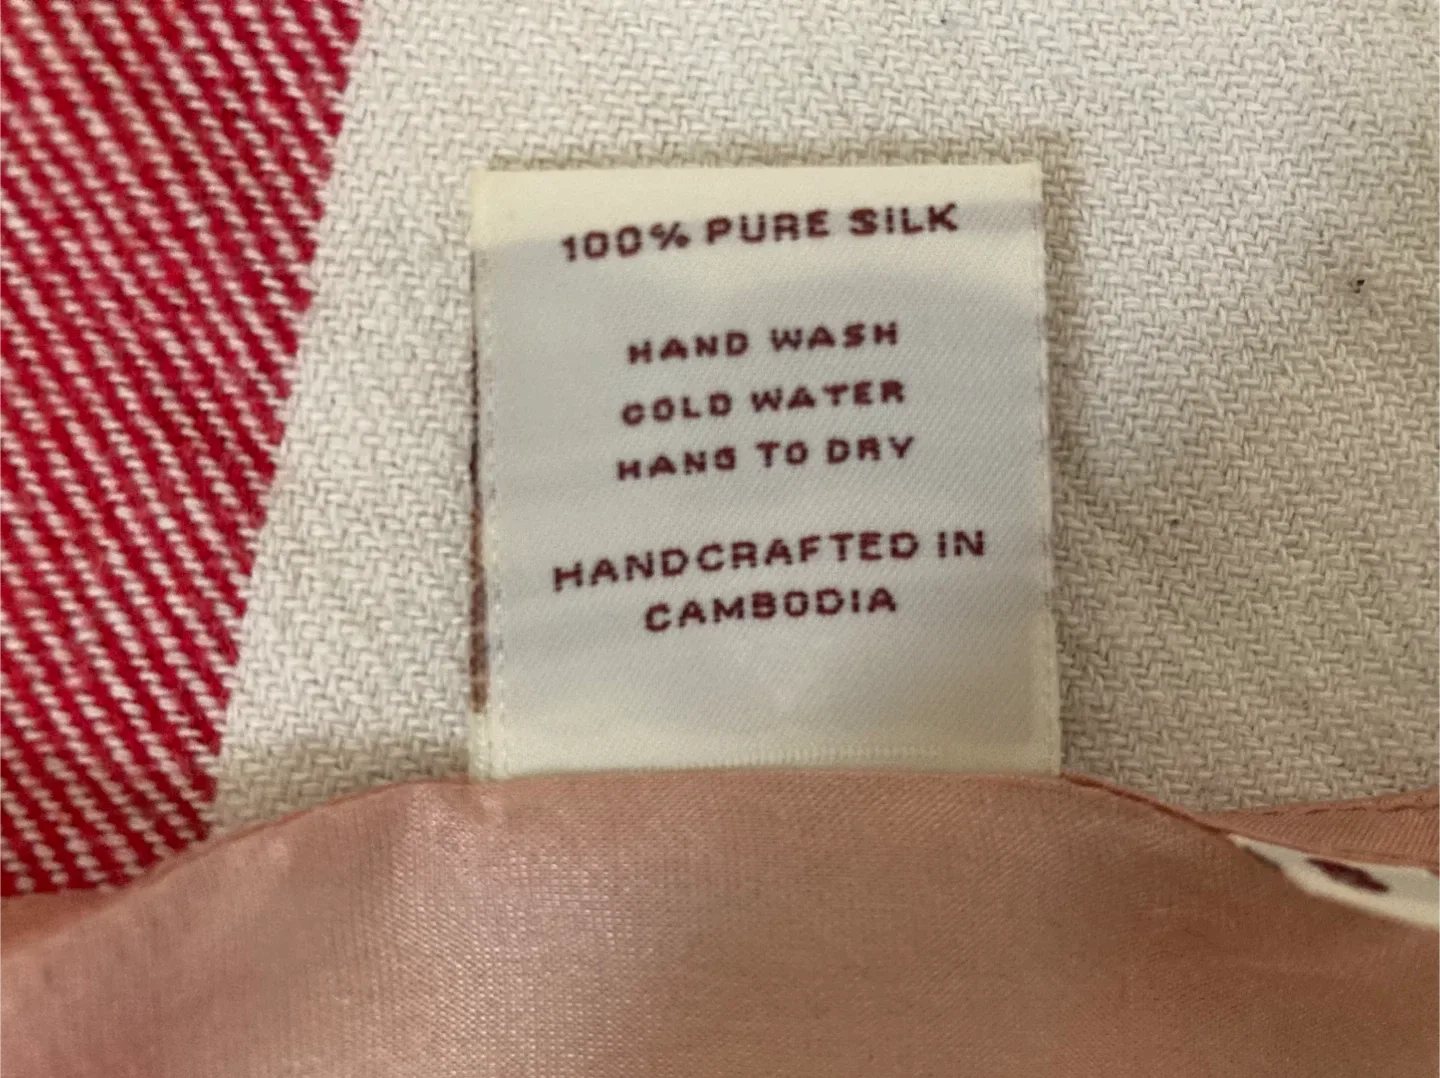 100% PURE SILK
HAND WASH
COLD WATER
HANG TO DRY
HANDCRAFTED IN
CAMBODIA